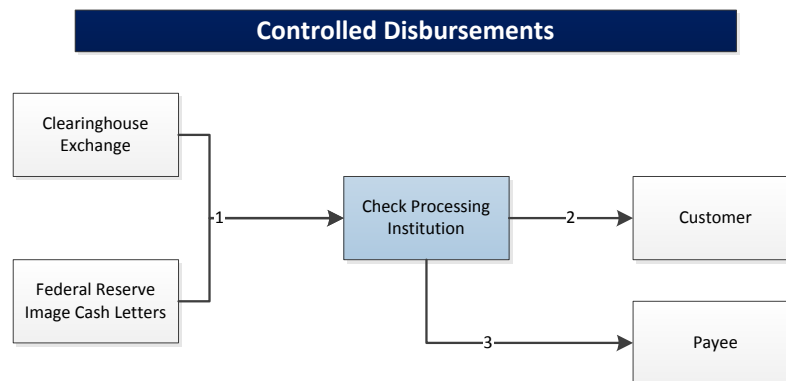 Controlled Disbursements
Clearinghouse
Exchange
1
Check Processing
Institution
2
Customer
Federal Reserve
Image Cash Letters
3
Payee